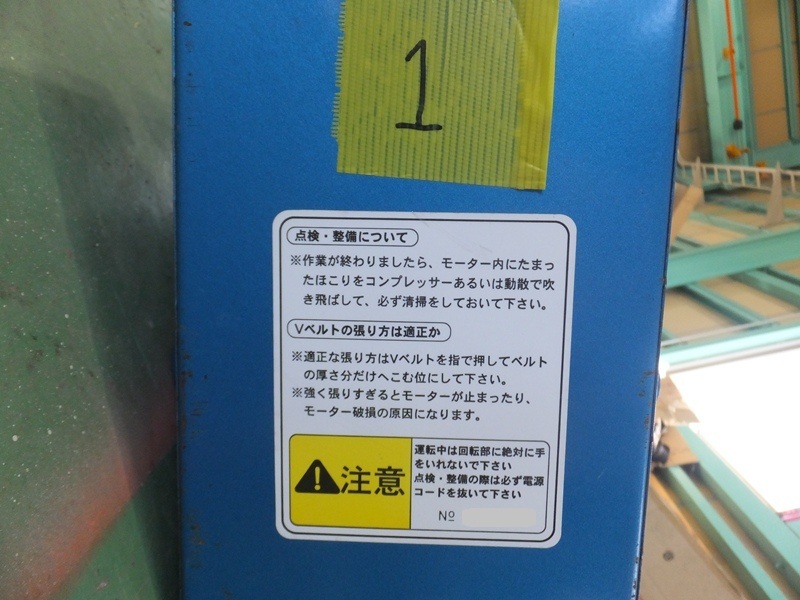 1
点検・整備について
※作業が終わりましたら、モーター内にたまっ
たほこりをコンプレッサーあるいは動散で吹
き飛ばして、必ず清掃をしておいて下さい。
Vベルトの張り方は適正か
※適正な張り方はVベルトを指で押してベルト
の厚さ分だけへこむ位にして下さい。
※強く張りすぎるとモーターが止まったり、
モーター破損の原因になります。
注意
運転中は回転部に絶対に手
をいれないで下さい
点検・整備の際は必ず電源
コードを抜いて下さい
№